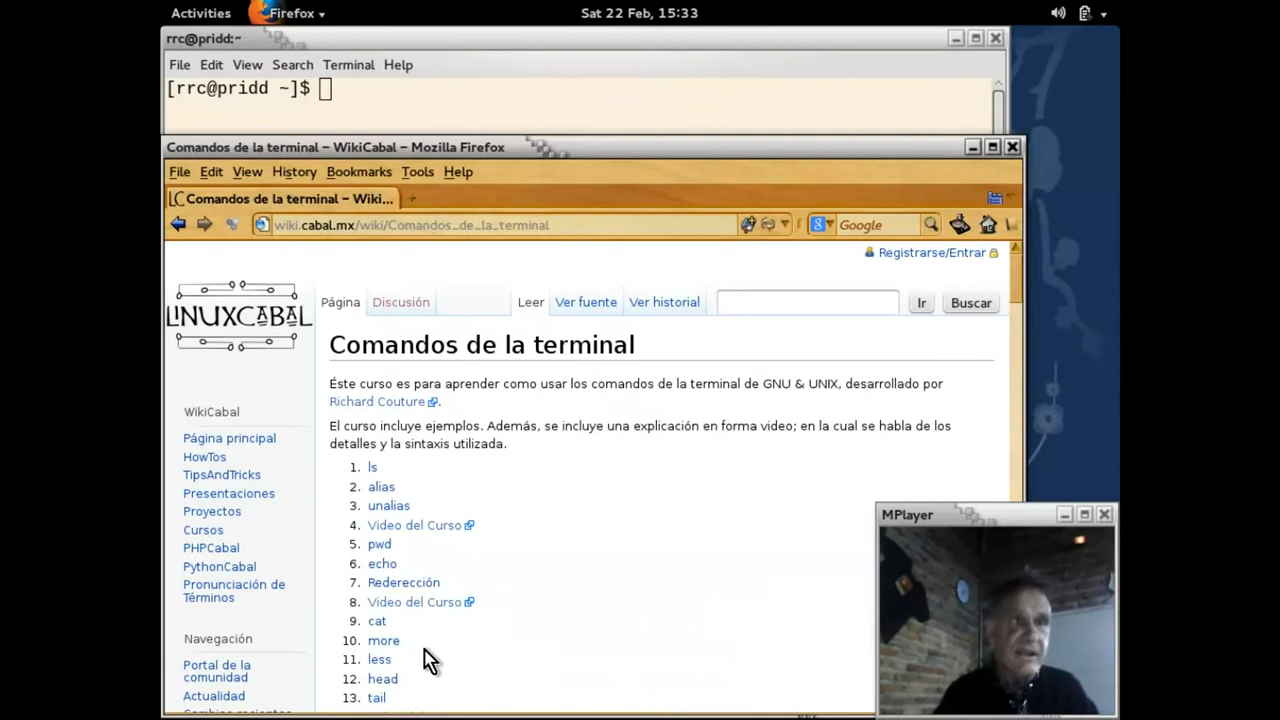 Activities Firefox Sat 22 Feb, 15:33
rrc@pridd:~
File Edit View Search Terminal Help
[rrc@pridd ~]$
Comandos de la terminal – WikiCabal – Mozilla Firefox
File Edit View History Bookmarks Tools Help
LC Comandos de la terminal – Wiki... +
wiki.cabal.mx/wiki/Comandos_de_la_terminal 8 Google
Registrarse/Entrar
LINUXCABAL
Página Discusión Leer Ver fuente Ver historial Ir Buscar
Comandos de la terminal
Éste curso es para aprender como usar los comandos de la terminal de GNU & UNIX, desarrollado por
Richard Couture.
El curso incluye ejemplos. Además, se incluye una explicación en forma video; en la cual se habla de los
detalles y la sintaxis utilizada.
1. ls
2. alias
3. unalias
4. Video del Curso
5. pwd
6. echo
7. Rederección
8. Video del Curso
9. cat
10. more
11. less
12. head
13. tail
WikiCabal
Página principal
HowTos
TipsAndTricks
Presentaciones
Proyectos
Cursos
PHPCabal
PythonCabal
Pronunciación de
Términos
Navegación
Portal de la
comunidad
Actualidad
MPlayer